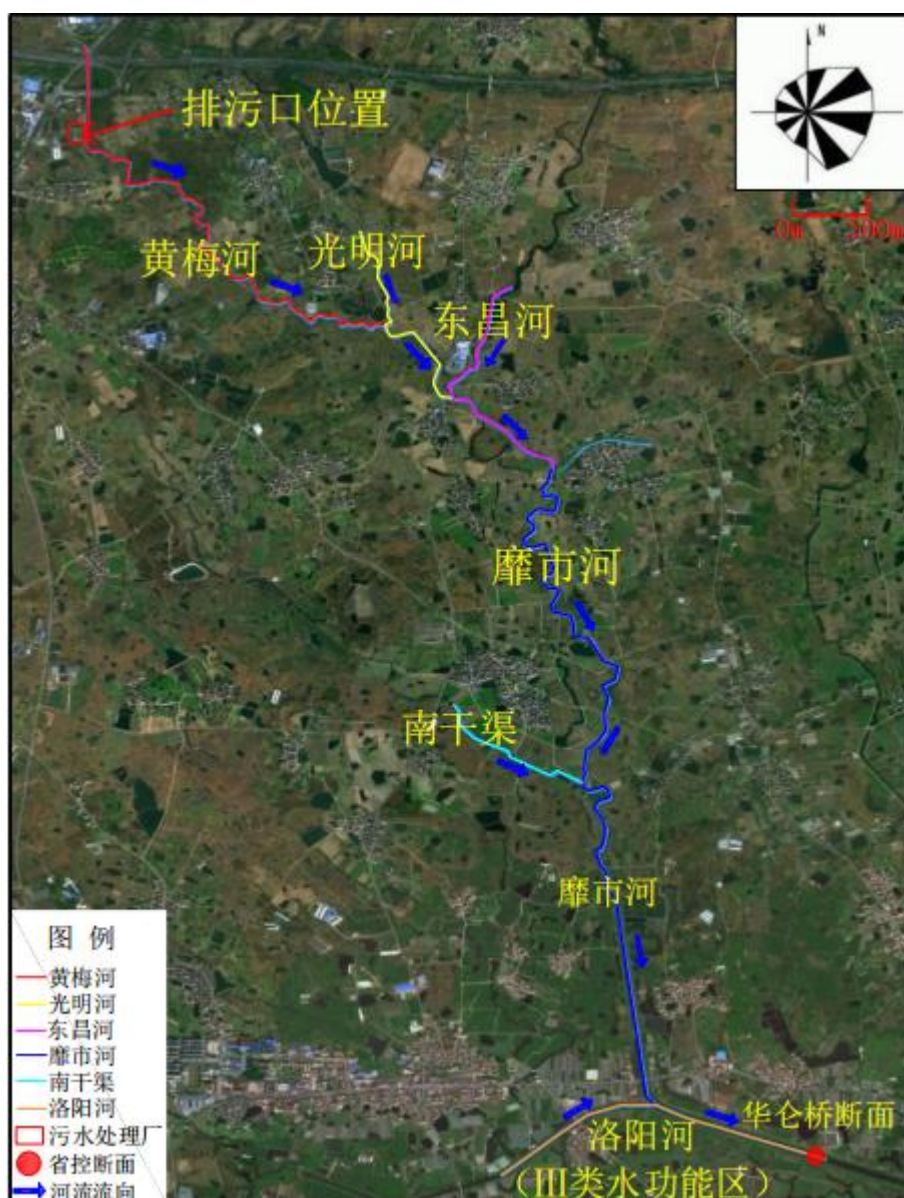 N
排污口位置
0m 500m
黄梅河
光明河
东昌河
靡市河
南干渠
靡市河
图 例
黄梅河
光明河
东昌河
靡市河
南干渠
洛阳河
污水处理厂
省控断面
河流流向
华仑桥断面
洛阳河
(Ⅲ类水功能区)